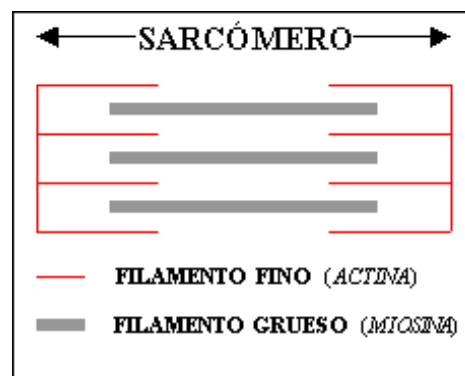 SARCÓMERO
FILAMENTO FINO (ACTINA)
FILAMENTO GRUESO (MIOSINA)